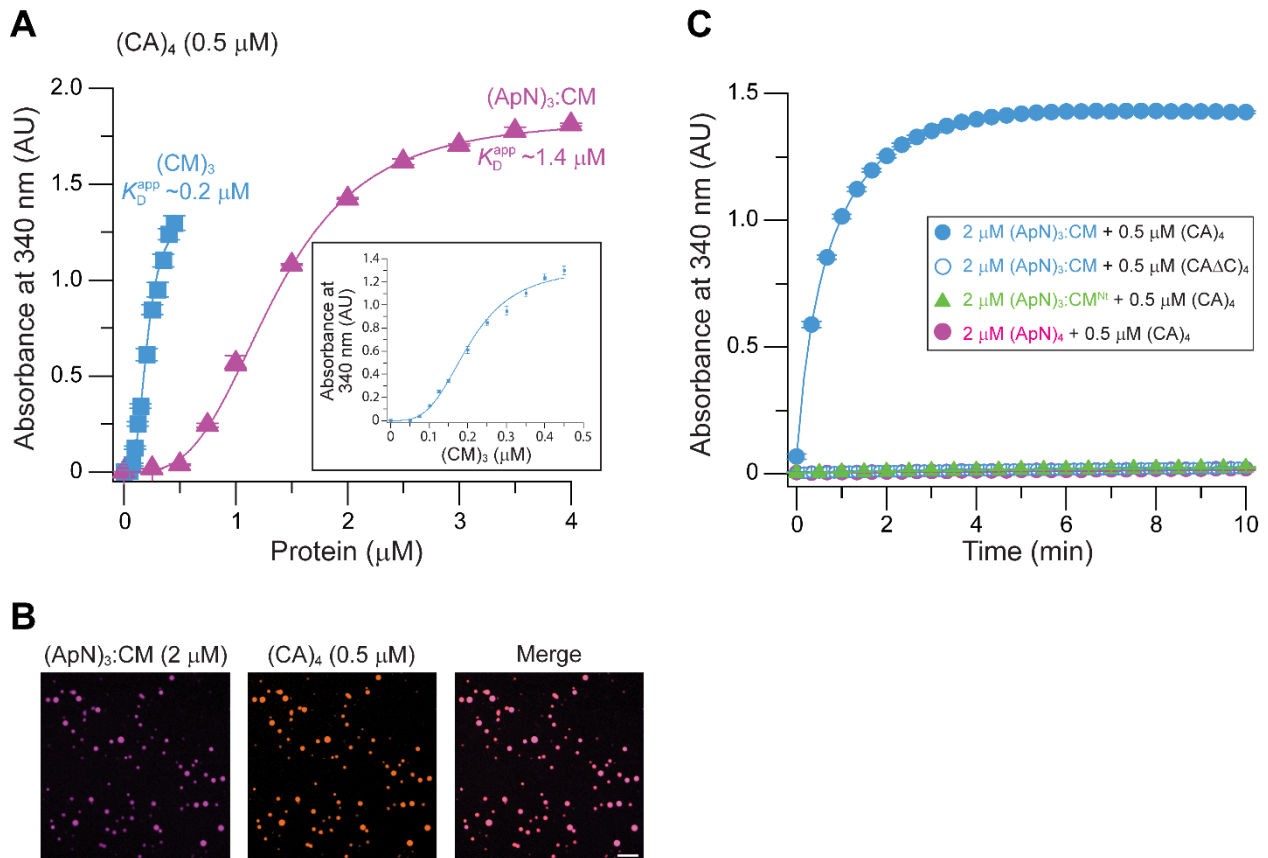 A
(CA)₄ (0.5 μM)
Absorbance at 340 nm (AU)
2.0
1.5
1.0
0.5
0
(CM)₃
K_D^app ~0.2 μM
(ApN)₃:CM
K_D^app ~1.4 μM
Absorbance at
340 nm (AU)
1.4
1.2
1.0
0.8
0.6
0.4
0.2
0
0 0.1 0.2 0.3 0.4 0.5
(CM)₃ (μM)
0 1 2 3 4
Protein (μM)
B
(ApN)₃:CM (2 μM) (CA)₄ (0.5 μM) Merge
C
Absorbance at 340 nm (AU)
1.5
1.0
0.5
0
2 μM (ApN)₃:CM + 0.5 μM (CA)₄
2 μM (ApN)₃:CM + 0.5 μM (CAΔC)₄
2 μM (ApN)₃:CMᴺᵗ + 0.5 μM (CA)₄
2 μM (ApN)₄ + 0.5 μM (CA)₄
0 2 4 6 8 10
Time (min)